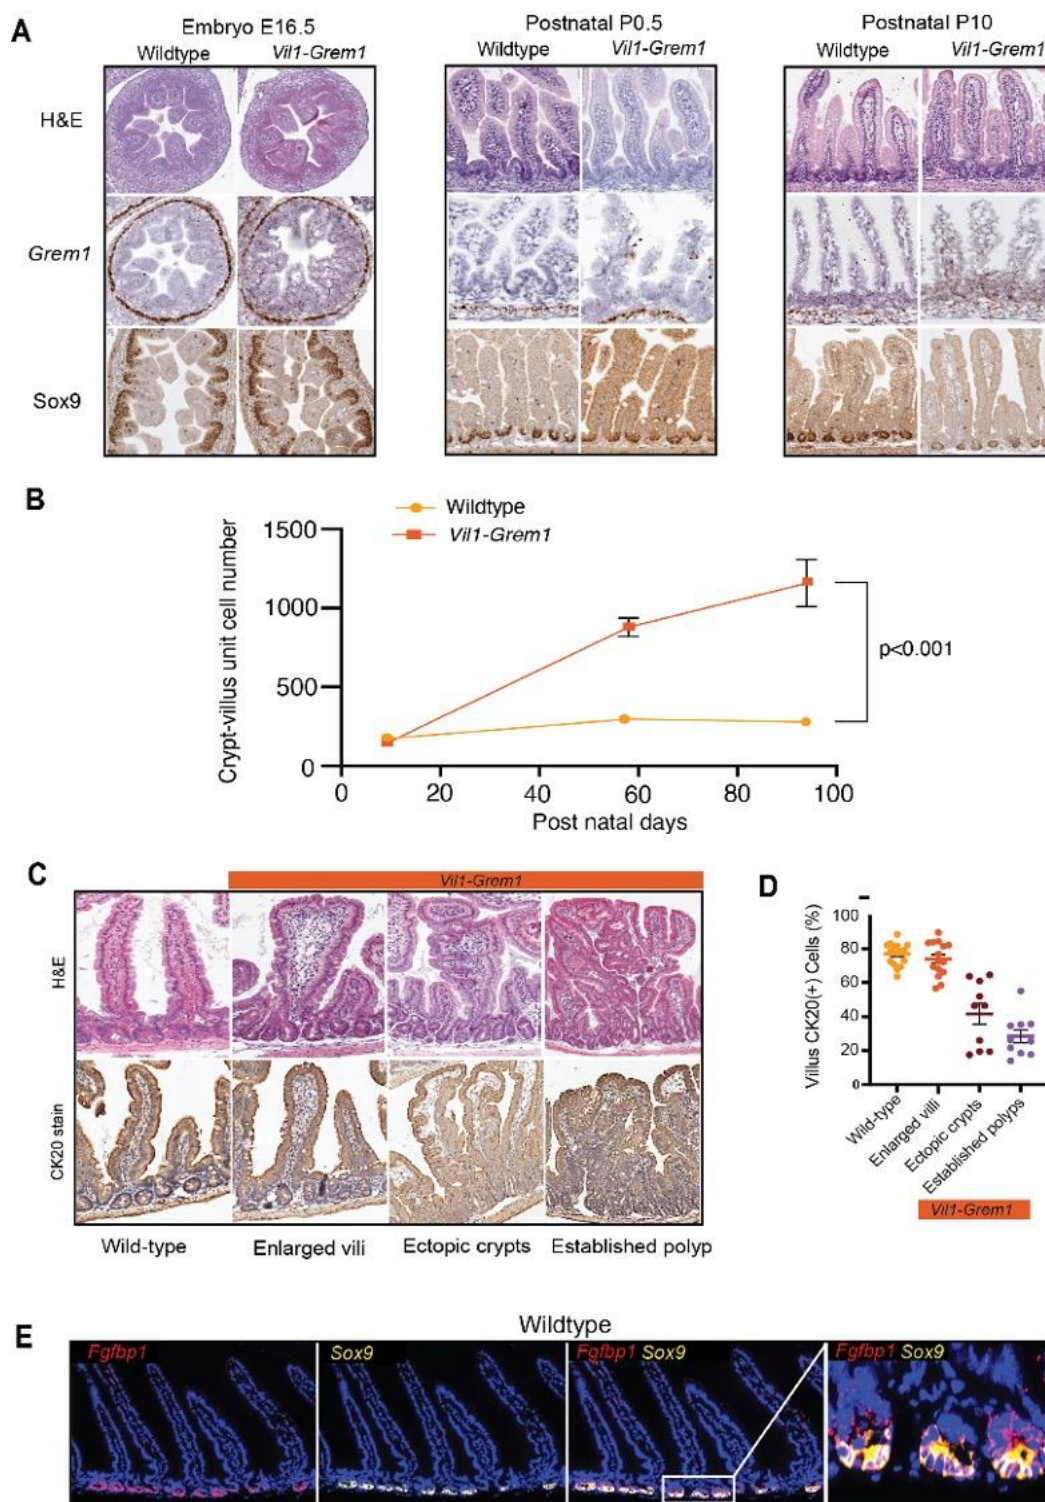 A
Embryo E16.5
Postnatal P0.5
Postnatal P10
Wildtype
Vil1-Grem1
Wildtype
Vil1-Grem1
Wildtype
Vil1-Grem1
H&E
Grem1
Sox9
B
Wildtype
Vil1-Grem1
Crypt-villus unit cell number
1500
1000
500
0
0
20
40
60
80
100
Post natal days
p<0.001
C
Vil1-Grem1
H&E
CK20 stain
Wild-type
Enlarged vili
Ectopic crypts
Established polyp
D
Villus CK20(+) Cells (%)
100
80
60
40
20
0
Wild-type
Enlarged vili
Ectopic crypts
Established polyps
Vil1-Grem1
E
Wildtype
Fgfbp1
Sox9
Fgfbp1 Sox9
Fgfbp1 Sox9